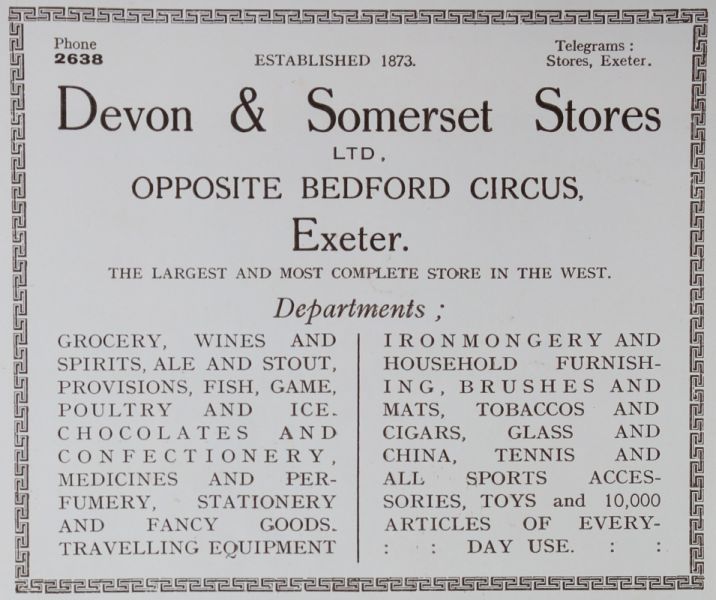 Phone
2638
ESTABLISHED 1873.
Telegrams :
Stores, Exeter.
Devon & Somerset Stores
LTD.
OPPOSITE BEDFORD CIRCUS,
Exeter.
THE LARGEST AND MOST COMPLETE STORE IN THE WEST.
Departments ;
GROCERY, WINES AND
SPIRITS, ALE AND STOUT,
PROVISIONS, FISH, GAME,
POULTRY AND ICE.
CHOCOLATES AND
CONFECTIONERY,
MEDICINES AND PER-
FUMERY, STATIONERY
AND FANCY GOODS.
TRAVELLING EQUIPMENT
IRONMONGERY AND
HOUSEHOLD FURNISH-
ING, BRUSHES AND
MATS, TOBACCOS AND
CIGARS, GLASS AND
CHINA, TENNIS AND
ALL SPORTS ACCES-
SORIES, TOYS and 10,000
ARTICLES OF EVERY-
: : DAY USE. : :